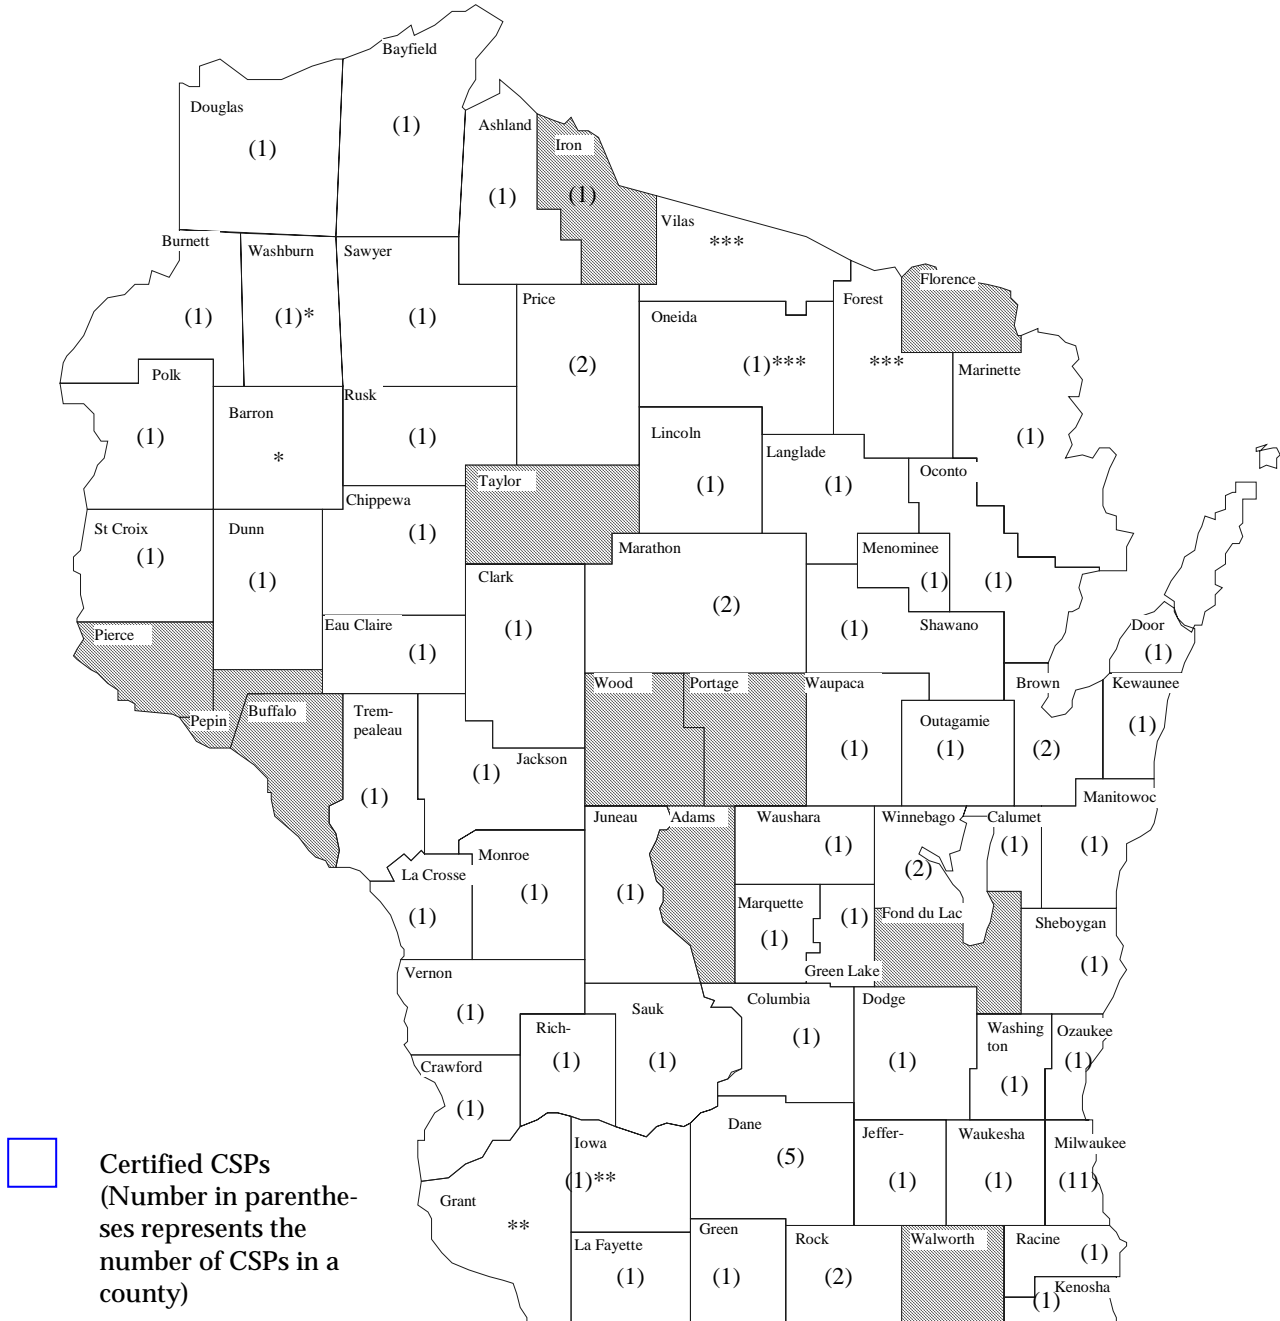 Bayfield
(1)
Douglas
(1)
Ashland
(1)
Iron
(1)
Vilas
***
Burnett
(1)
Washburn
(1)*
Sawyer
(1)
Price
(2)
Oneida
(1)***
Forest
***
Florence
Marinette
(1)
Polk
(1)
Barron
*
Rusk
(1)
Lincoln
(1)
Langlade
(1)
Oconto
(1)
Taylor
Chippewa
(1)
St Croix
(1)
Dunn
(1)
Clark
(1)
Marathon
(2)
Menominee
(1)
Shawano
(1)
Door
(1)
Pierce
Eau Claire
(1)
Pepin
Buffalo
Trem-
pealeau
(1)
Jackson
(1)
Wood
Portage
Waupaca
(1)
Outagamie
(1)
Brown
(2)
Kewaunee
(1)
Manitowoc
(1)
Juneau
(1)
Adams
Waushara
(1)
Winnebago
(2)
Calumet
(1)
La Crosse
(1)
Monroe
(1)
Marquette
(1)
(1)
Green Lake
Fond du Lac
Sheboygan
(1)
Vernon
(1)
Rich-
(1)
Sauk
(1)
Columbia
(1)
Dodge
(1)
Washing
ton
(1)
Ozaukee
(1)
Crawford
(1)
Iowa
(1)**
Dane
(5)
Jeffer-
(1)
Waukesha
(1)
Milwaukee
(11)
Grant
**
La Fayette
(1)
Green
(1)
Rock
(2)
Walworth
Racine
(1)
Kenosha
(1)
Certified CSPs
(Number in parenthe-
ses represents the
number of CSPs in a
county)